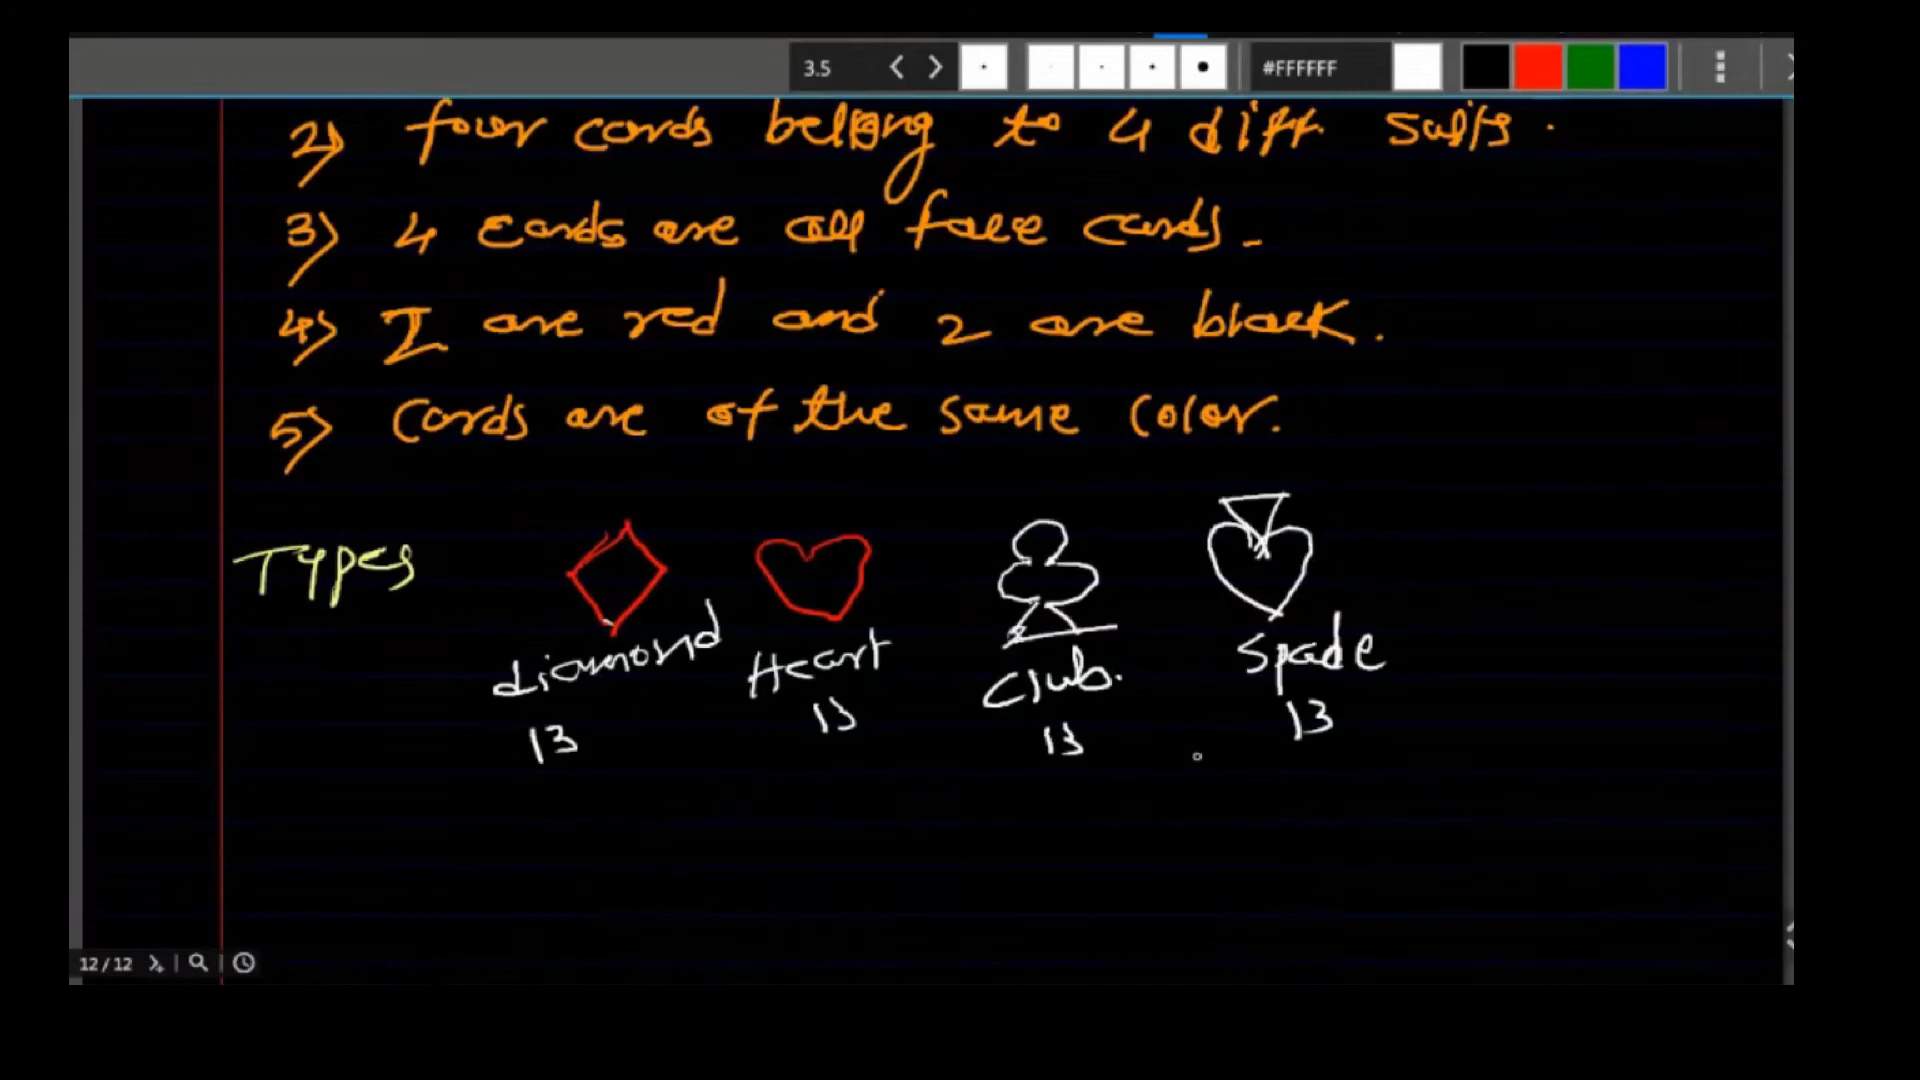 3.5 #FFFFFF
2) four cards belong to 4 diff. suits.
3) 4 cards are all face cards.
4) 2 are red and 2 are black.
5) Cards are of the same color.
Types
diamond Heart Club. Spade
13 13 13 13
12/12